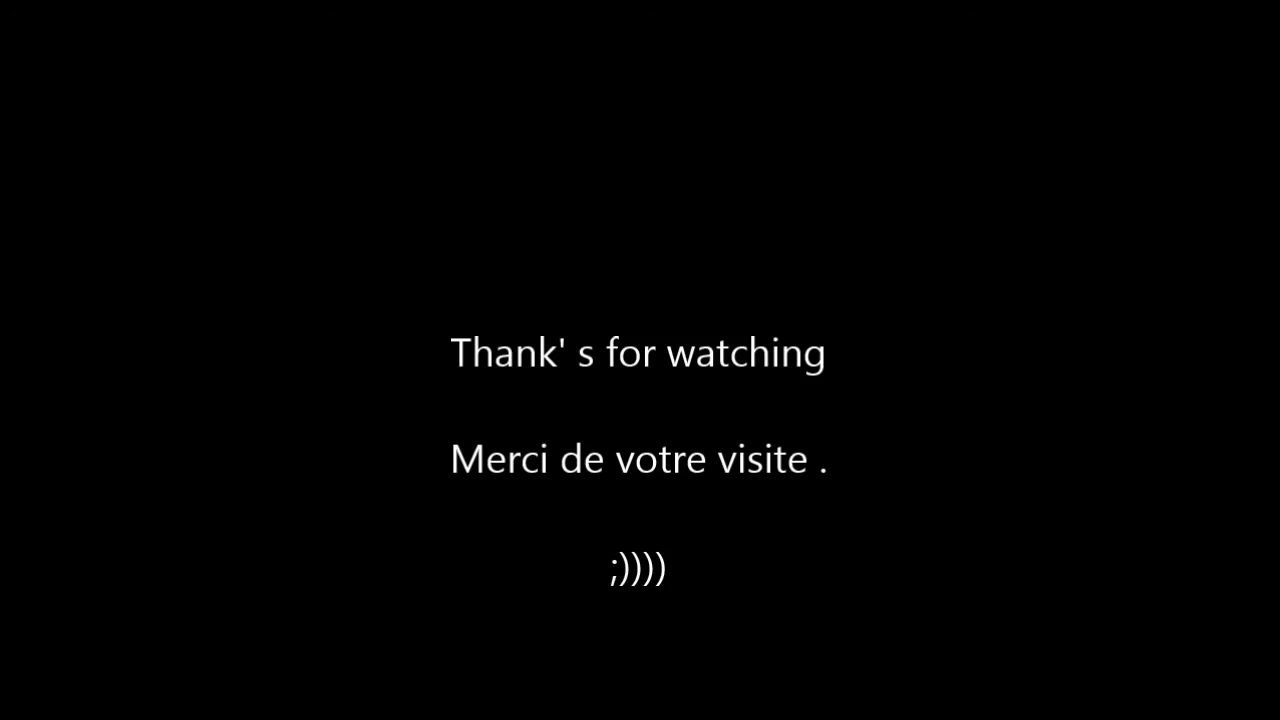 Thank' s for watching
Merci de votre visite .
;))))